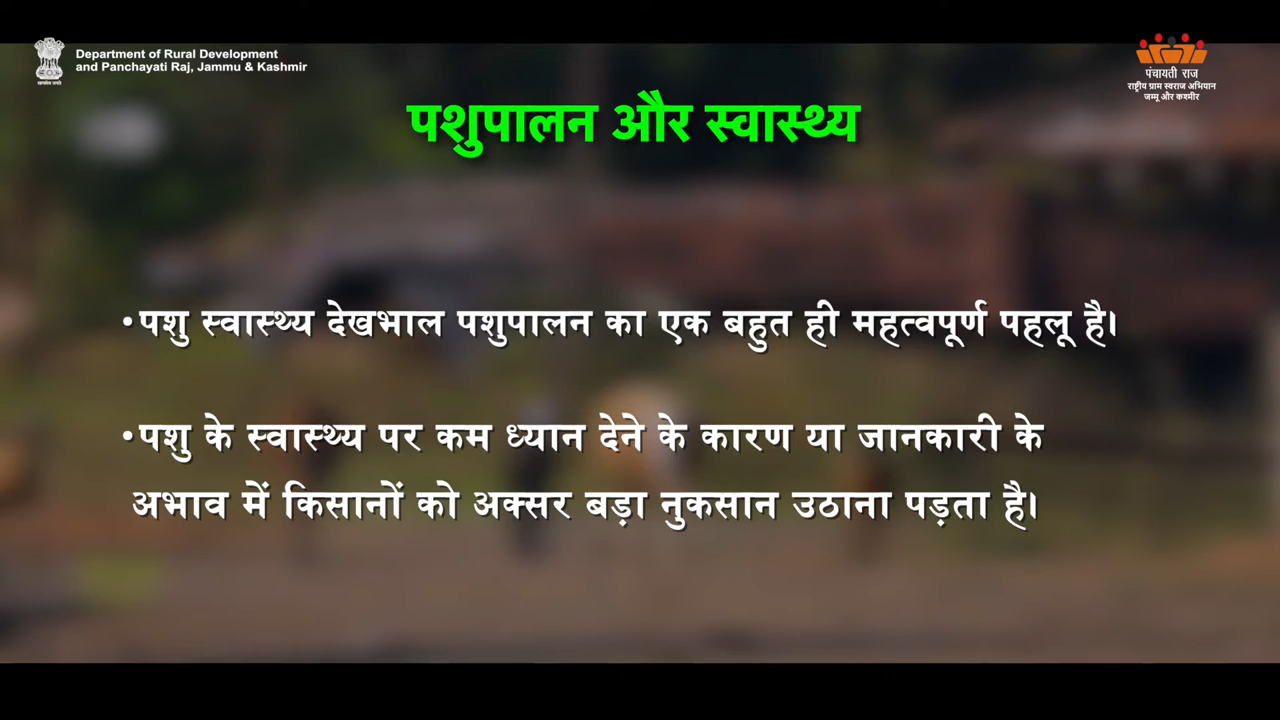 Department of Rural Development
and Panchayati Raj, Jammu & Kashmir
पंचायती राज
राष्ट्रीय ग्राम स्वराज अभियान
जम्मू और कश्मीर
पशुपालन और स्वास्थ्य
•पशु स्वास्थ्य देखभाल पशुपालन का एक बहुत ही महत्वपूर्ण पहलू है।
•पशु के स्वास्थ्य पर कम ध्यान देने के कारण या जानकारी के
अभाव में किसानों को अक्सर बड़ा नुकसान उठाना पड़ता है।